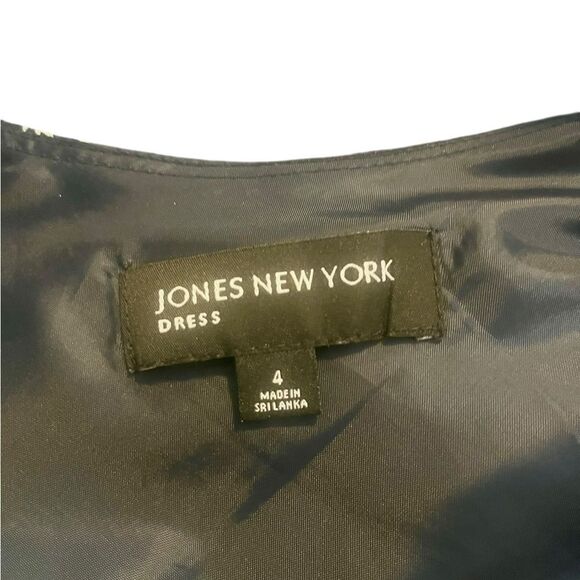 JONES NEW YORK
DRESS
4
MADE IN
SRI LANKA